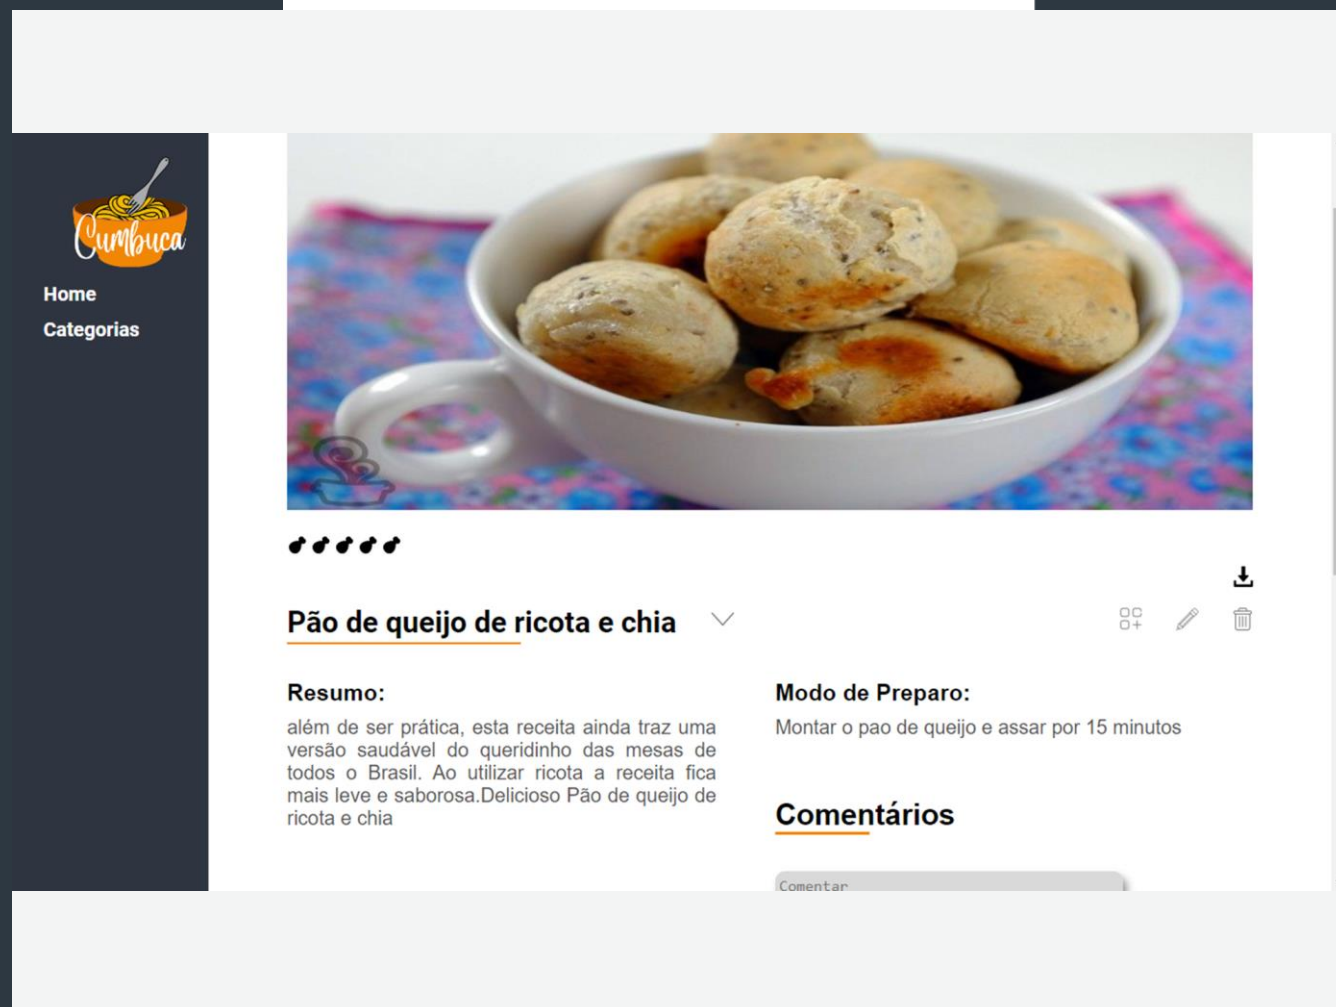 Cumbuca
Home
Categorias
Pão de queijo de ricota e chia
Resumo:
além de ser prática, esta receita ainda traz uma
versão saudável do queridinho das mesas de
todos o Brasil. Ao utilizar ricota a receita fica
mais leve e saborosa.Delicioso Pão de queijo de
ricota e chia
Modo de Preparo:
Montar o pao de queijo e assar por 15 minutos
Comentários
Comentar